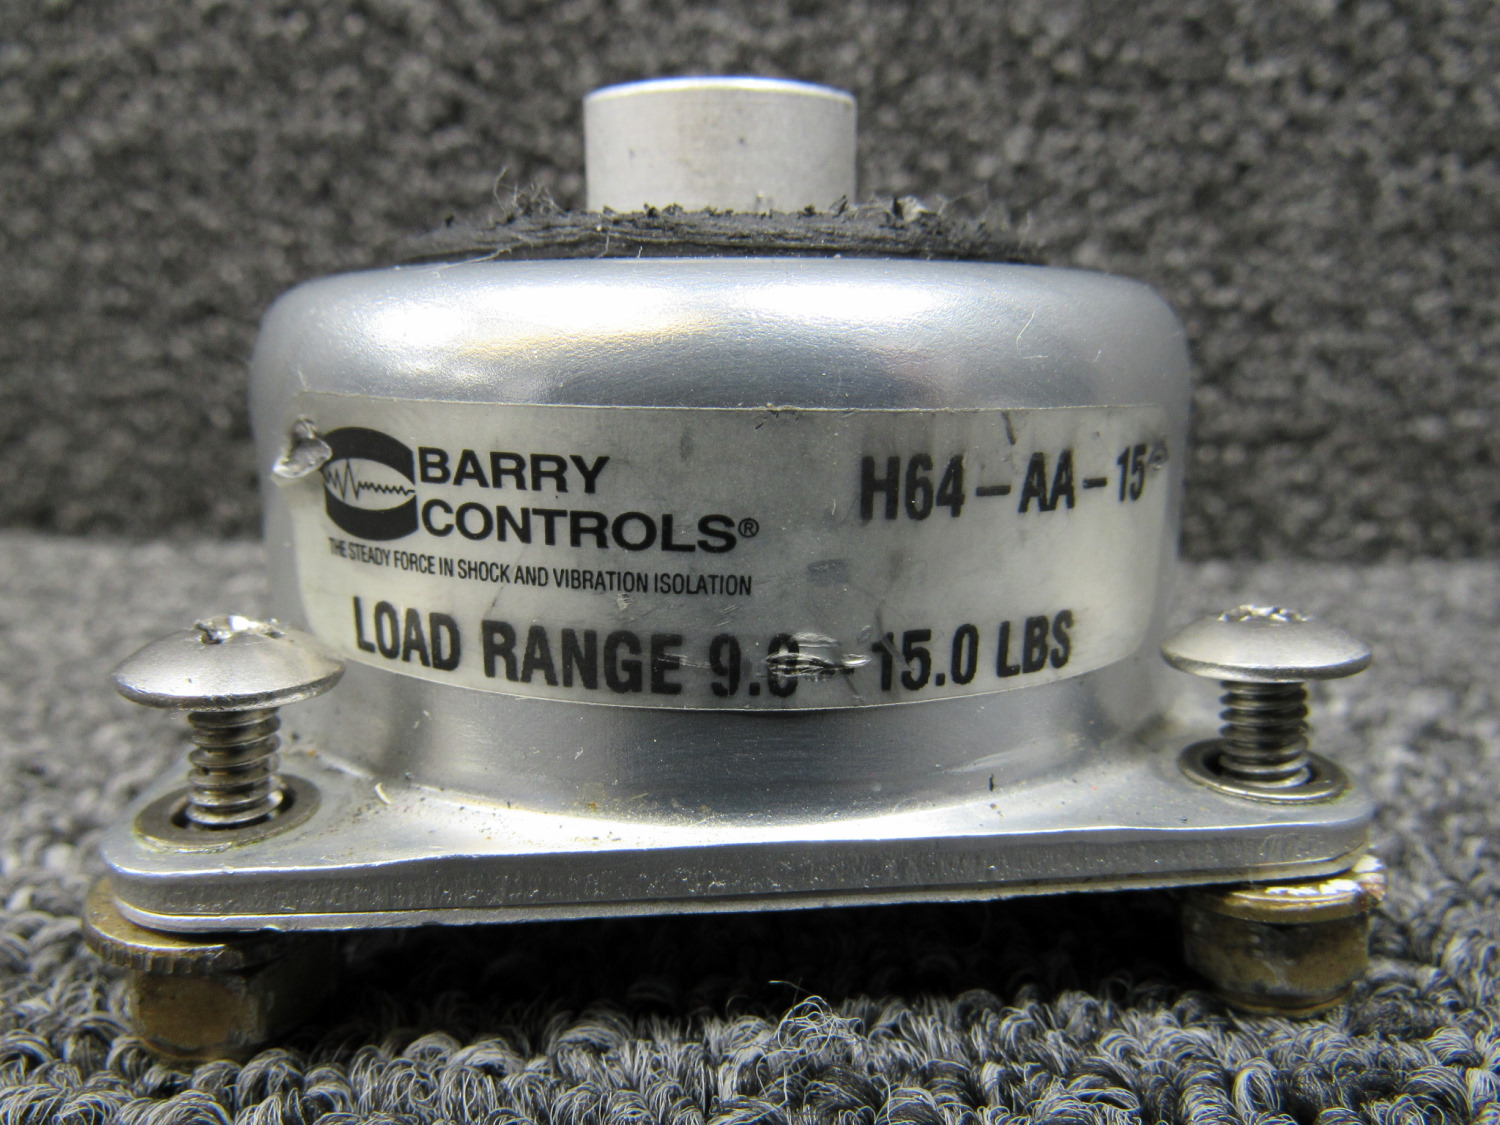 BARRY
CONTROLS®
THE STEADY FORCE IN SHOCK AND VIBRATION ISOLATION
H64-AA-15
LOAD RANGE 9.0 - 15.0 LBS